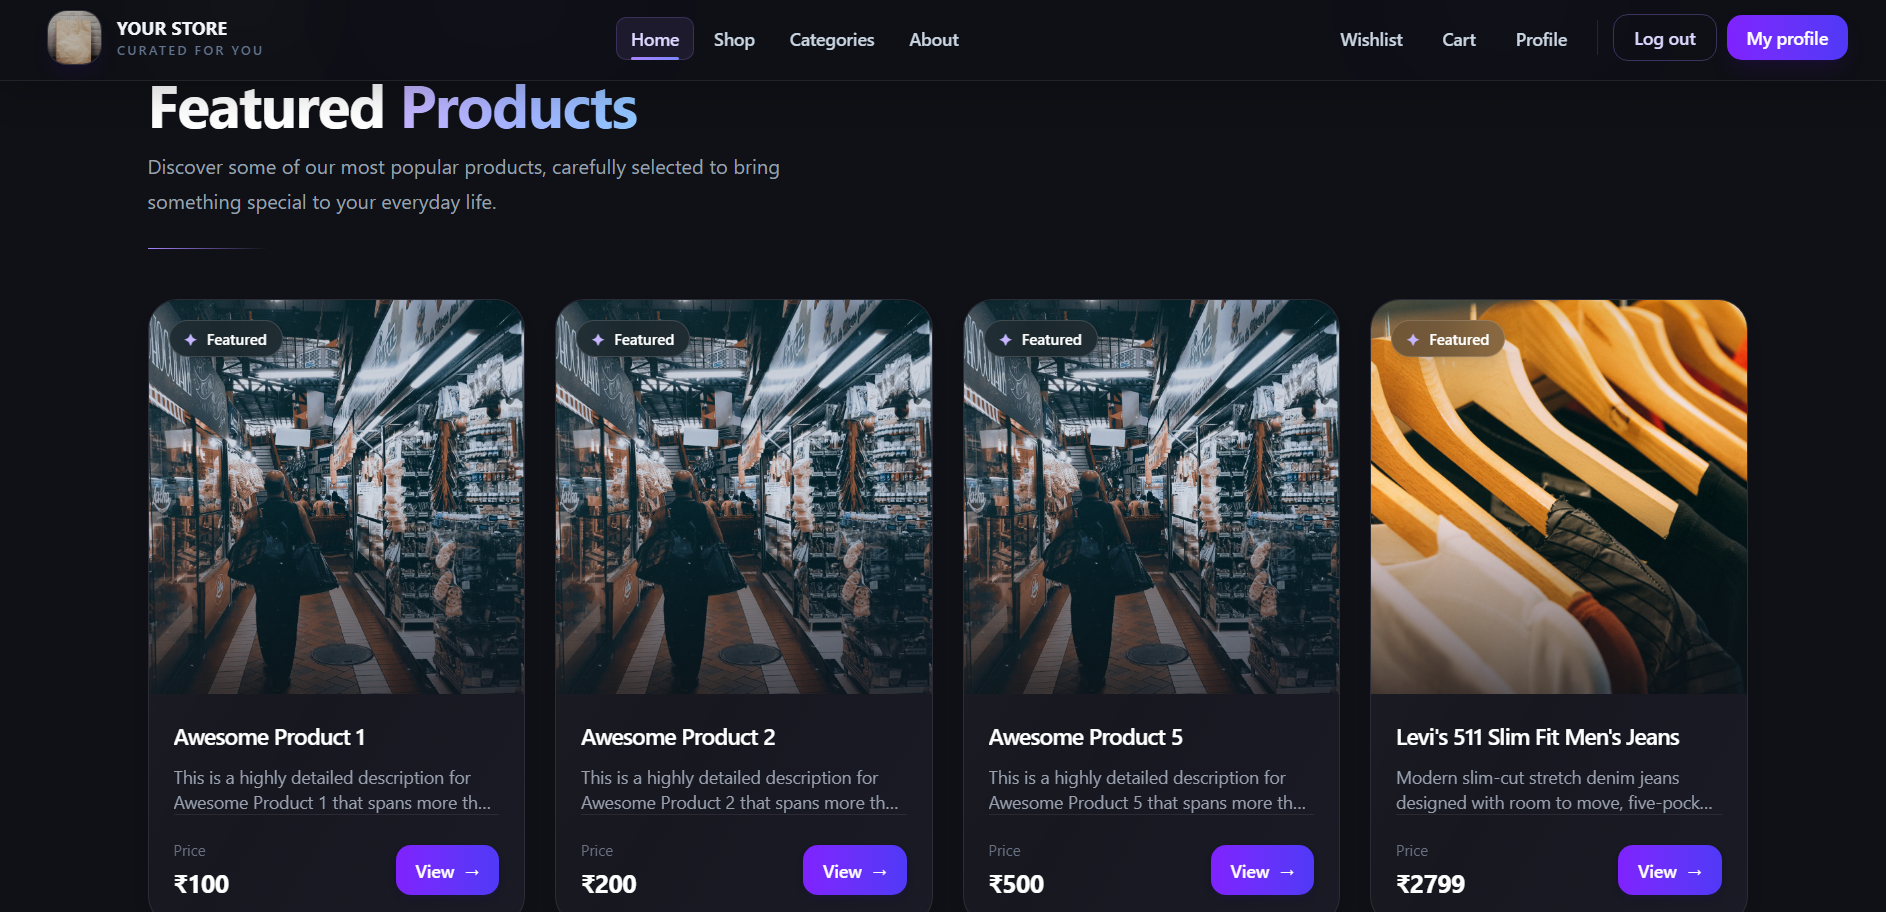 YOUR STORE
CURATED FOR YOU
Home
Shop
Categories
About
Wishlist
Cart
Profile
Log out
My profile
Featured Products
Discover some of our most popular products, carefully selected to bring
something special to your everyday life.
Featured
Featured
Featured
Featured
Awesome Product 1
This is a highly detailed description for
Awesome Product 1 that spans more th...
Price
₹100
View →
Awesome Product 2
This is a highly detailed description for
Awesome Product 2 that spans more th...
Price
₹200
View →
Awesome Product 5
This is a highly detailed description for
Awesome Product 5 that spans more th...
Price
₹500
View →
Levi's 511 Slim Fit Men's Jeans
Modern slim-cut stretch denim jeans
designed with room to move, five-pock...
Price
₹2799
View →